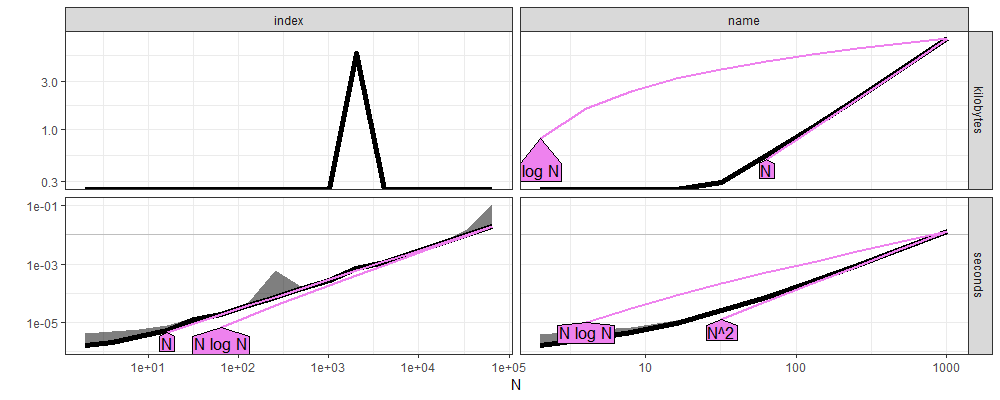 index
name
3.0
1.0
0.3
log N
N
kilobytes
1e-01
1e-03
1e-05
N
N log N
N log N
N^2
seconds
1e+01
1e+02
1e+03
1e+04
1e+05
10
100
1000
N